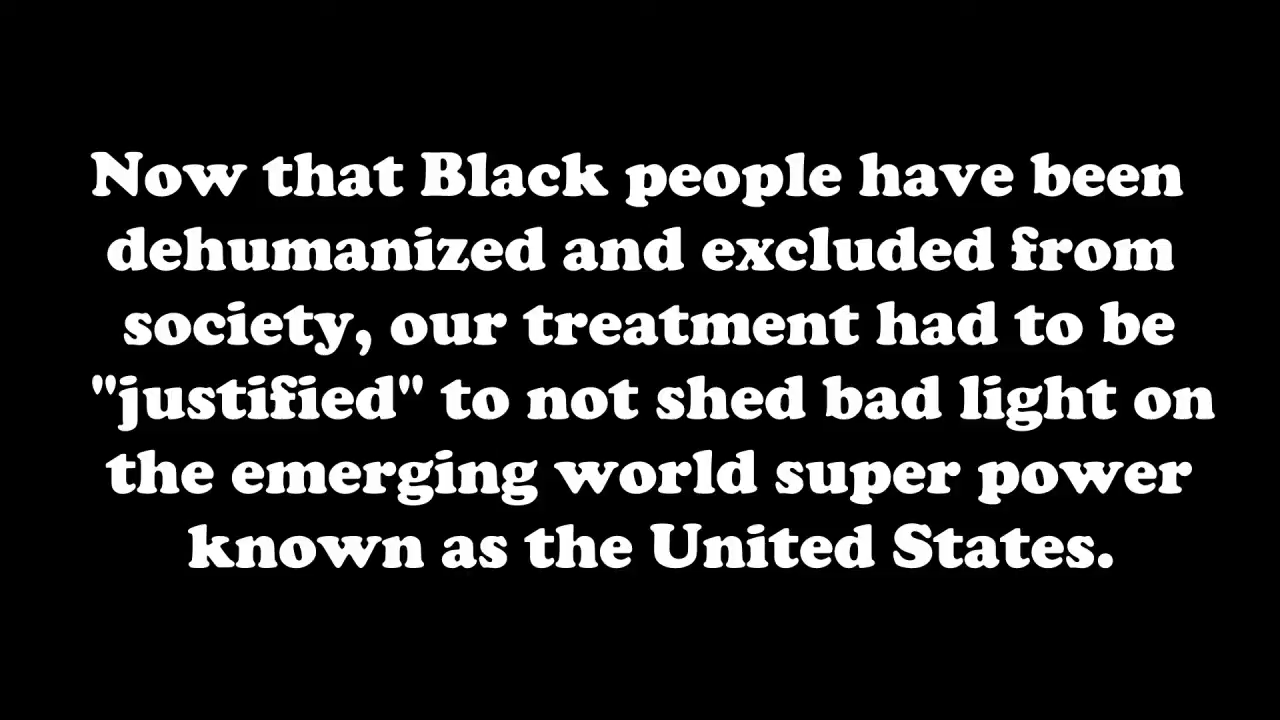 Now that Black people have been
dehumanized and excluded from
society, our treatment had to be
"justified" to not shed bad light on
the emerging world super power
known as the United States.